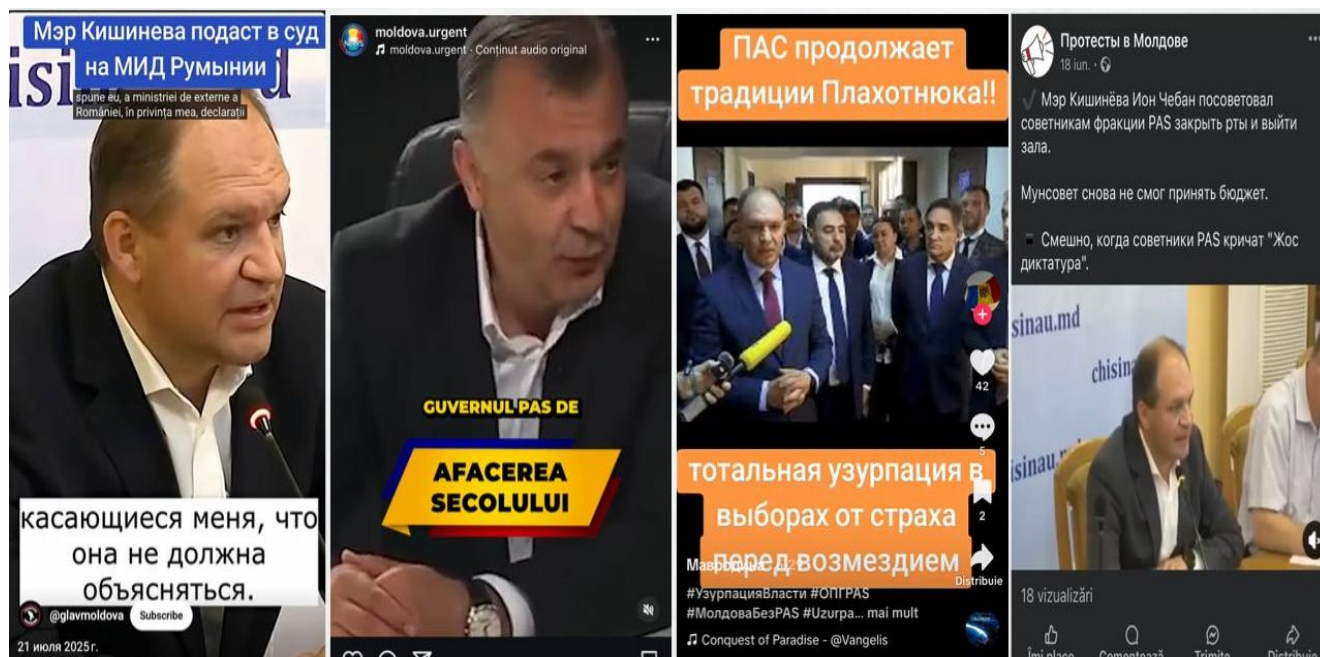 Мэр Кишинева подаст в суд
на МИД Румынии
isi
spune eu, a ministriei de externe a
României, în privința mea, declarații
касающиеся меня, что
она не должна
объясняться.
@glavmoldova
Subscribe
21 июля 2025 г.
moldova.urgent
moldova.urgent · Conținut audio original
GUVERNUL PAS DE
AFACEREA
SECOLULUI
ПАС продолжает
традиции Плахотнюка!!
42
5
2
тотальная узурпация в
выборах от страха
перед возмездием
Distribuie
#УзурпацияВласти #ОПГPAS
#МолдоваБезPAS #Uzurpa... mai mult
Conquest of Paradise - @Vangelis
Протесты в Молдове
18 iun. ·
Мэр Кишинёва Ион Чебан посоветовал
советникам фракции PAS закрыть рты и выйти
зала.
Мунсовет снова не смог принять бюджет.
Смешно, когда советники PAS кричат "Жос
диктатура".
sinau.md
chisina
isinau.
18 vizualizări
Îmi place
Comentează
Trimite
Distribuie